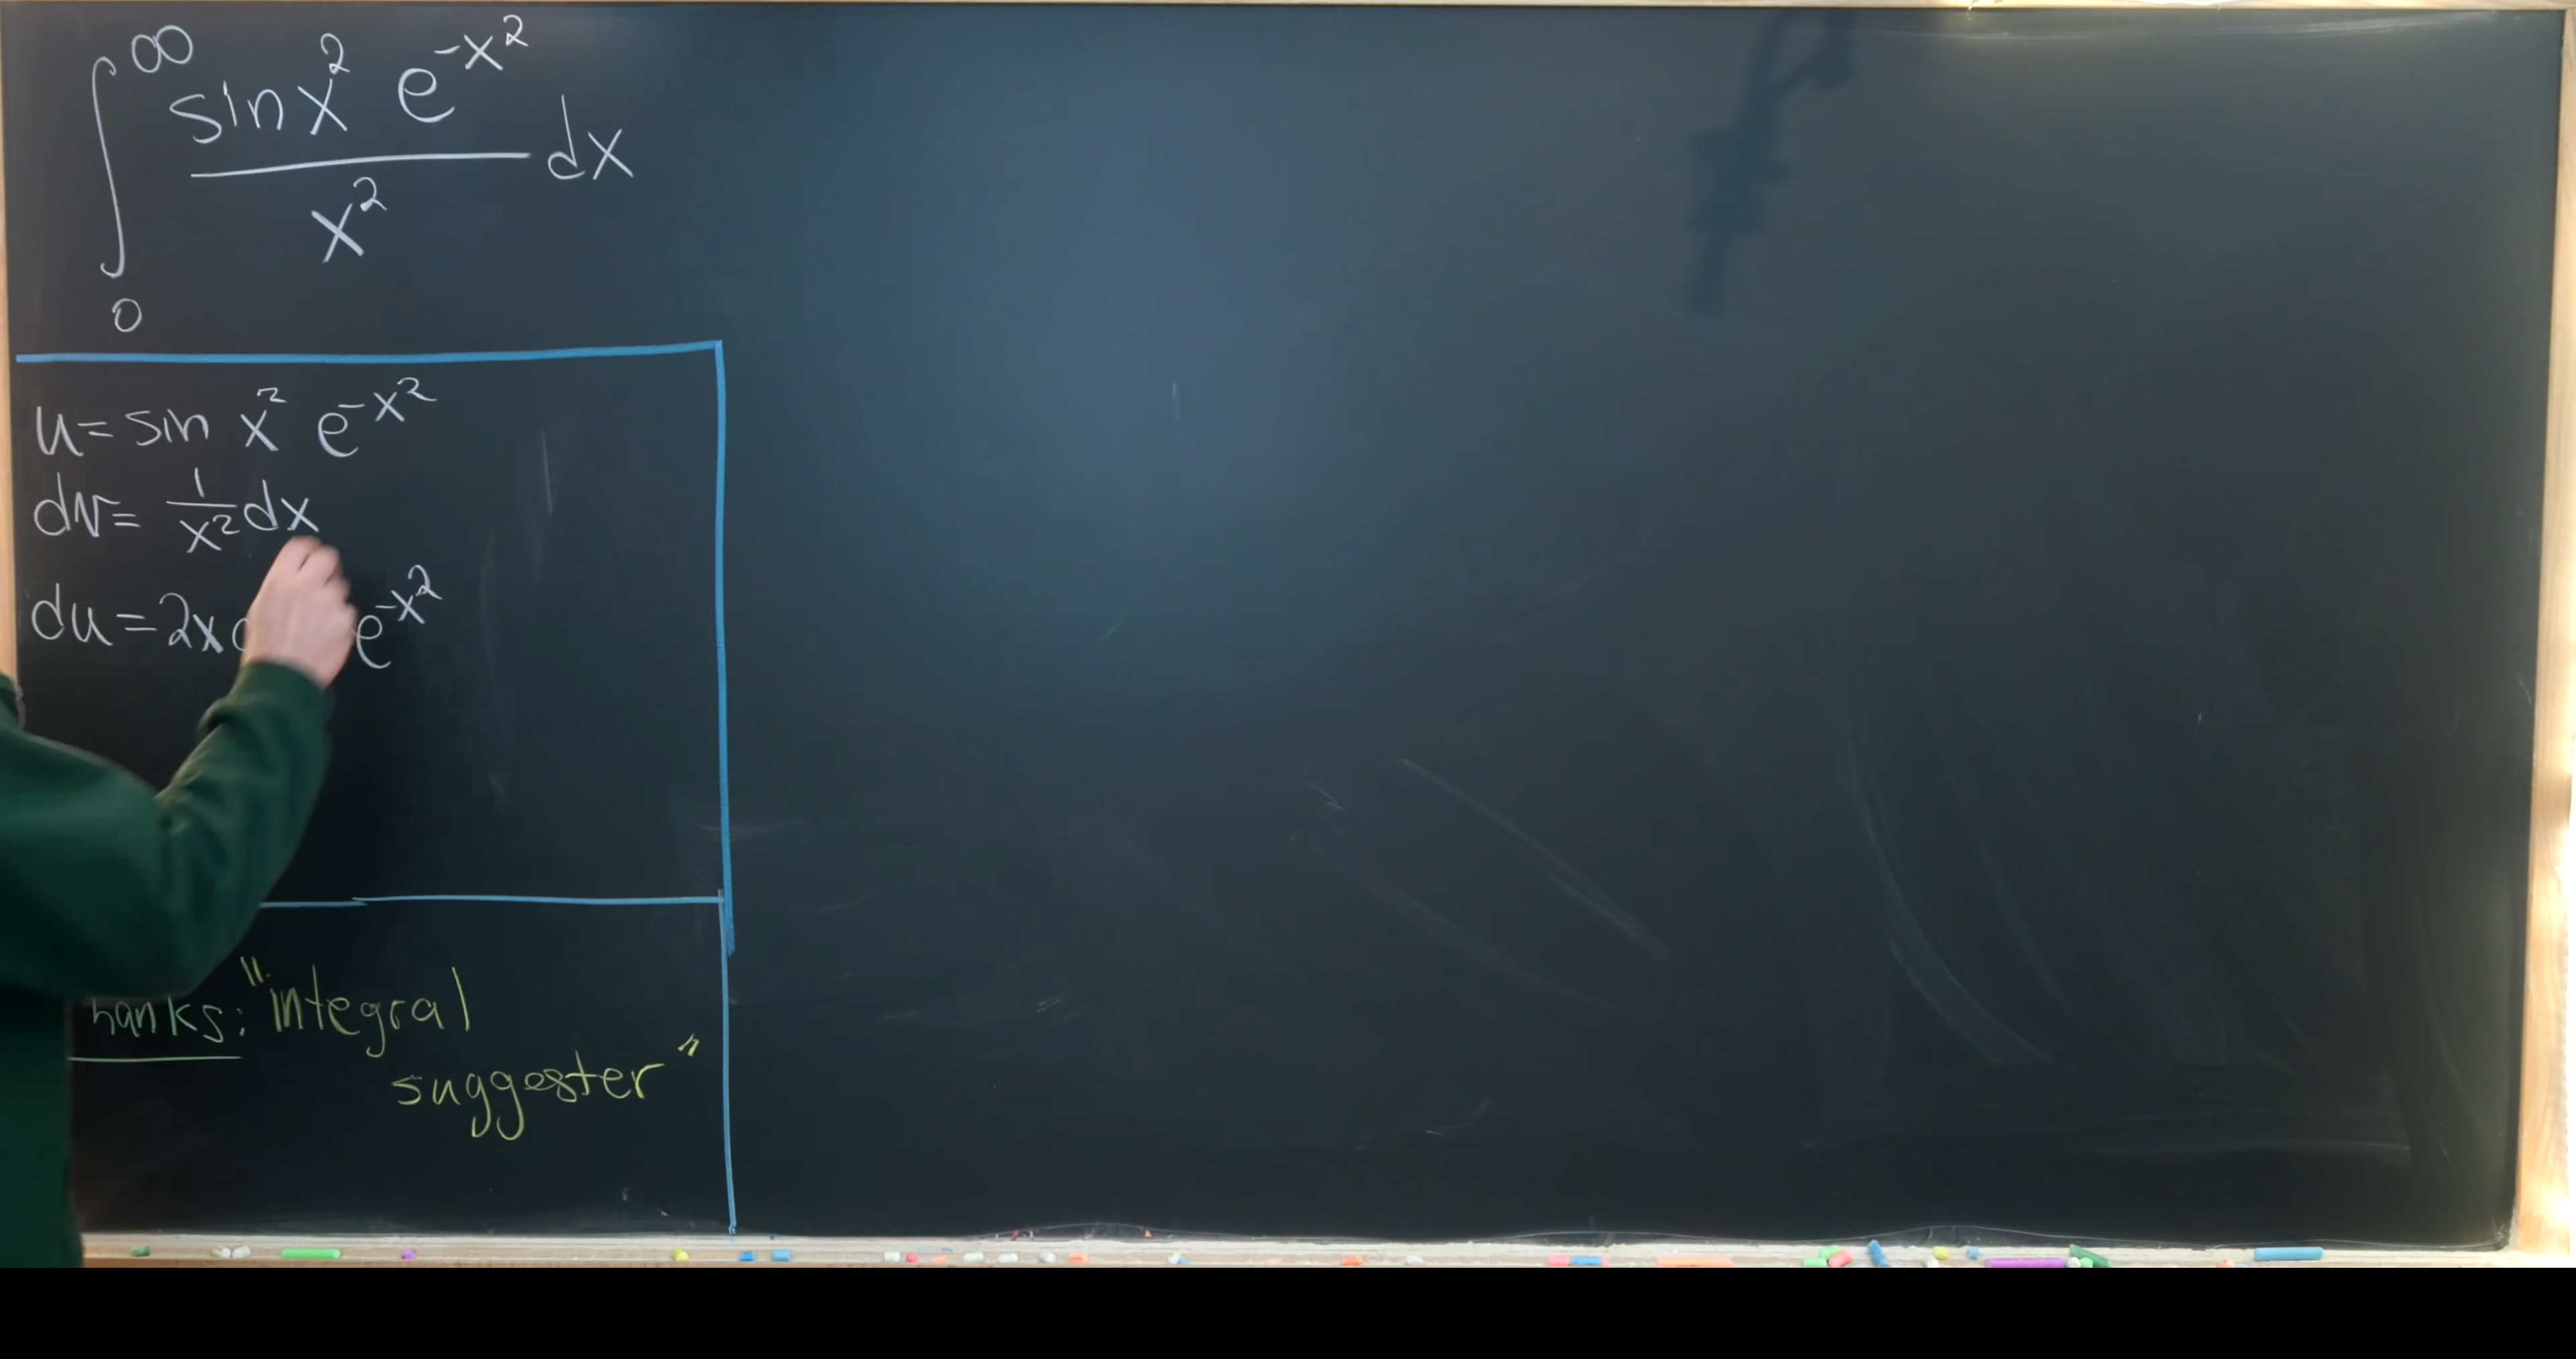 ∫₀^∞ sin x² e^{-x²} / x² dx
u = sin x² e^{-x²}
dv = 1/x² dx
du = 2x e^{-x²}
hanks: "integral
suggester"